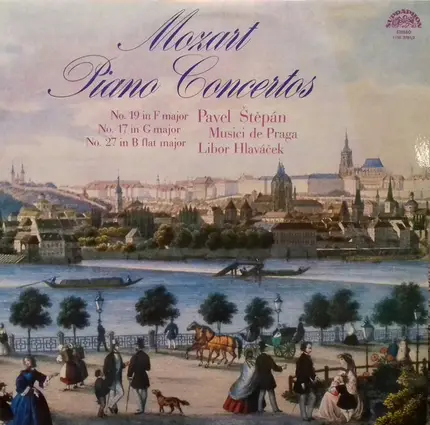 SUPRAPHON
Mozart
Piano Concertos
No. 19 in F major
No. 17 in G major
No. 27 in B flat major
Pavel Štěpán
Musici de Praga
Libor Hlaváček